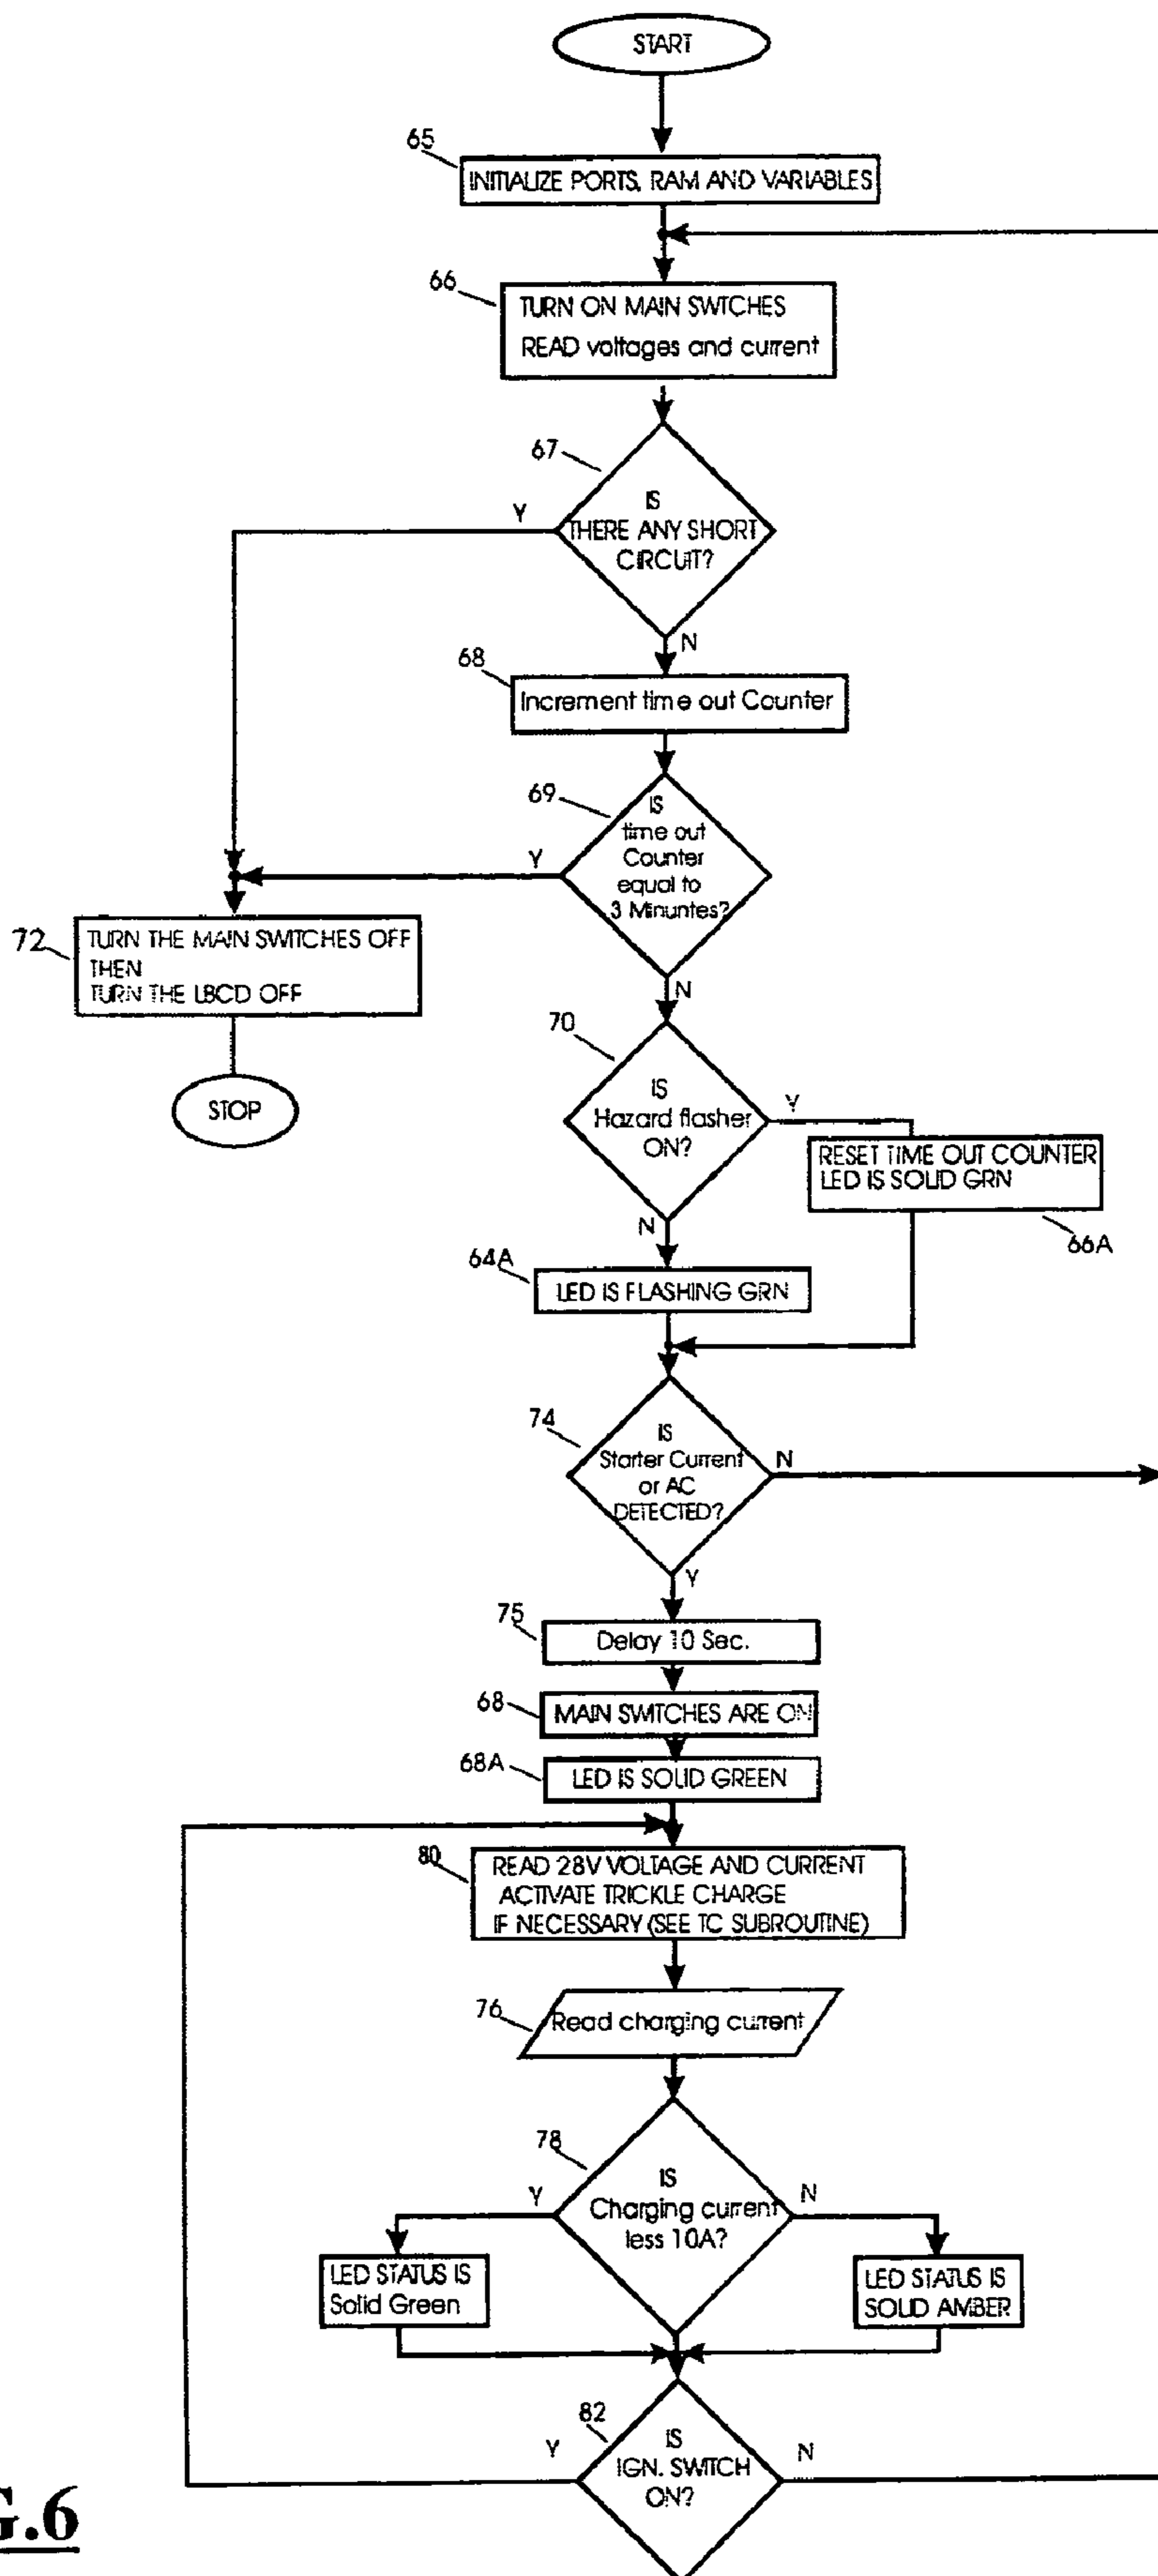 START
65
INITIALIZE PORTS, RAM AND VARIABLES
66
TURN ON MAIN SWTCHES
READ voltages and current
67
IS
THERE ANY SHORT
CIRCUIT?
Y
N
68
Increment time out Counter
69
IS
time out
Counter
equal to
3 Minuntes?
Y
N
72
TURN THE MAIN SWITCHES OFF
THEN
TURN THE LBCD OFF
STOP
70
IS
Hazard flasher
ON?
Y
N
RESET TIME OUT COUNTER
LED IS SOLID GRN
66A
64A
LED IS FLASHING GRN
74
IS
Starter Current
or AC
DETECTED?
N
Y
75
Delay 10 Sec.
68
MAIN SWITCHES ARE ON
68A
LED IS SOLID GREEN
80
READ 28V VOLTAGE AND CURRENT
ACTIVATE TRICKLE CHARGE
IF NECESSARY (SEE TC SUBROUTINE)
76
Read charging current
78
IS
Charging current
less 10A?
Y
N
LED STATUS IS
Solid Green
LED STATUS IS
SOLID AMBER
82
IS
IGN. SWITCH
ON?
Y
N
G.6